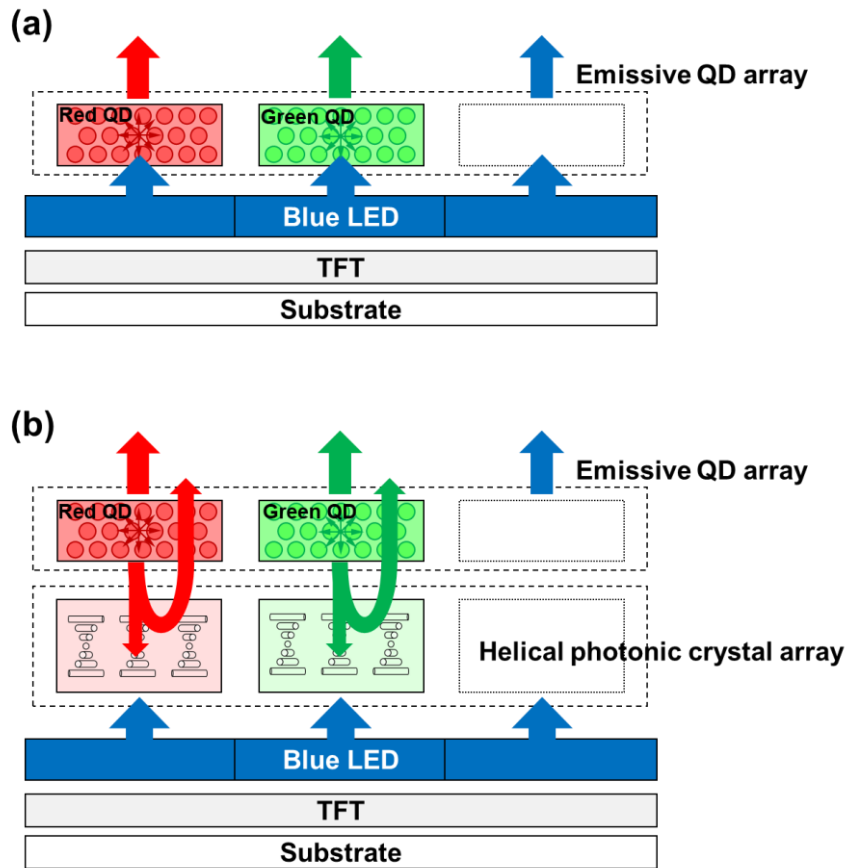 (a)
Emissive QD array
Red QD
Green QD
Blue LED
TFT
Substrate
(b)
Emissive QD array
Red QD
Green QD
Helical photonic crystal array
Blue LED
TFT
Substrate